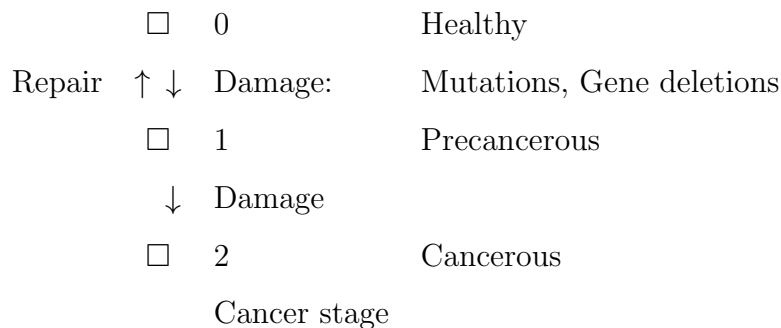 □ 0 Healthy
Repair ↑ ↓ Damage: Mutations, Gene deletions
□ 1 Precancerous
↓ Damage
□ 2 Cancerous
Cancer stage